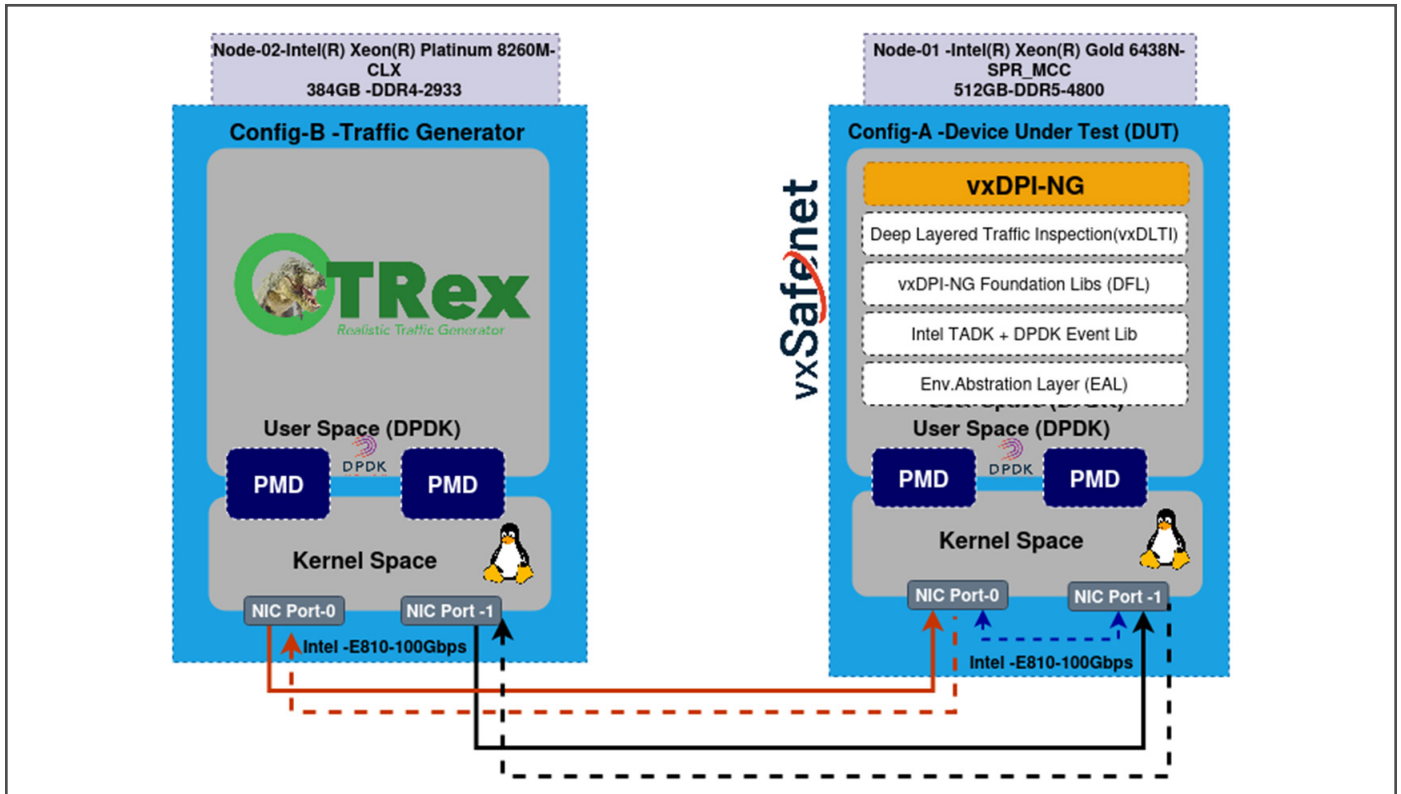 Node-02-Intel(R) Xeon(R) Platinum 8260M-
CLX
384GB -DDR4-2933
Config-B -Traffic Generator
TRex
Realistic Traffic Generator
User Space (DPDK)
DPDK
PMD
PMD
Kernel Space
NIC Port-0
NIC Port -1
Intel -E810-100Gbps
vxSafenet
Node-01 -Intel(R) Xeon(R) Gold 6438N-
SPR_MCC
512GB-DDR5-4800
Config-A -Device Under Test (DUT)
vxDPI-NG
Deep Layered Traffic Inspection(vxDLTI)
vxDPI-NG Foundation Libs (DFL)
Intel TADK + DPDK Event Lib
Env.Abstration Layer (EAL)
User Space (DPDK)
DPDK
PMD
PMD
Kernel Space
NIC Port-0
NIC Port -1
Intel -E810-100Gbps